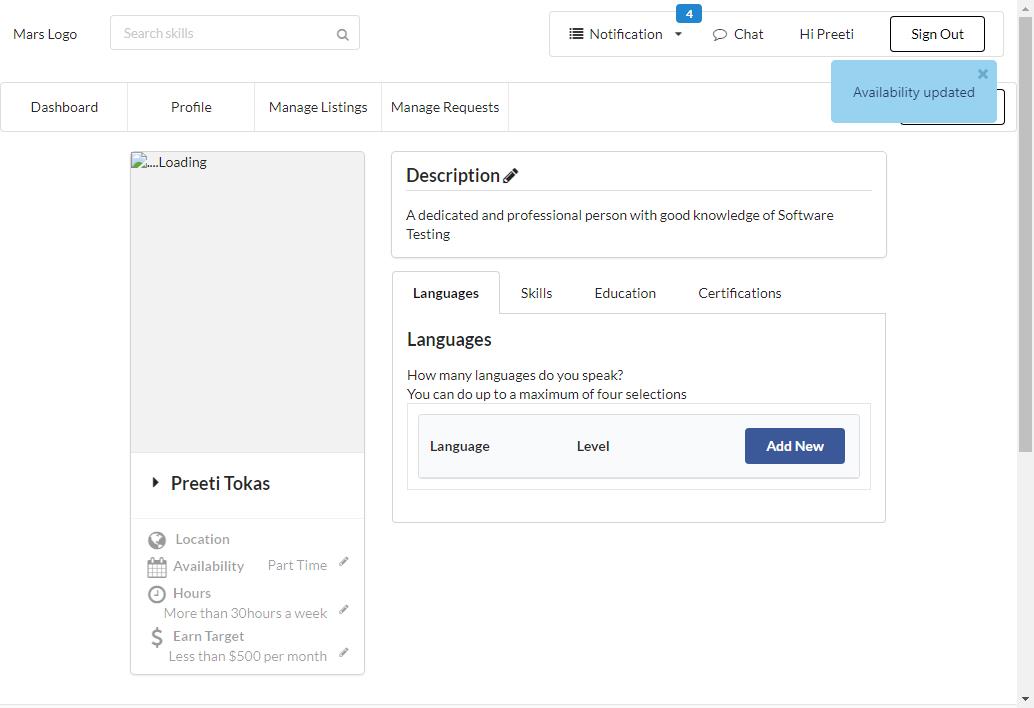 Mars Logo
Search skills
Notification
4
Chat
Hi Preeti
Sign Out
Availability updated
Dashboard
Profile
Manage Listings
Manage Requests
....Loading
Preeti Tokas
Location
Availability
Part Time
Hours
More than 30hours a week
Earn Target
Less than $500 per month
Description
A dedicated and professional person with good knowledge of Software
Testing
Languages
Skills
Education
Certifications
Languages
How many languages do you speak?
You can do up to a maximum of four selections
Language
Level
Add New